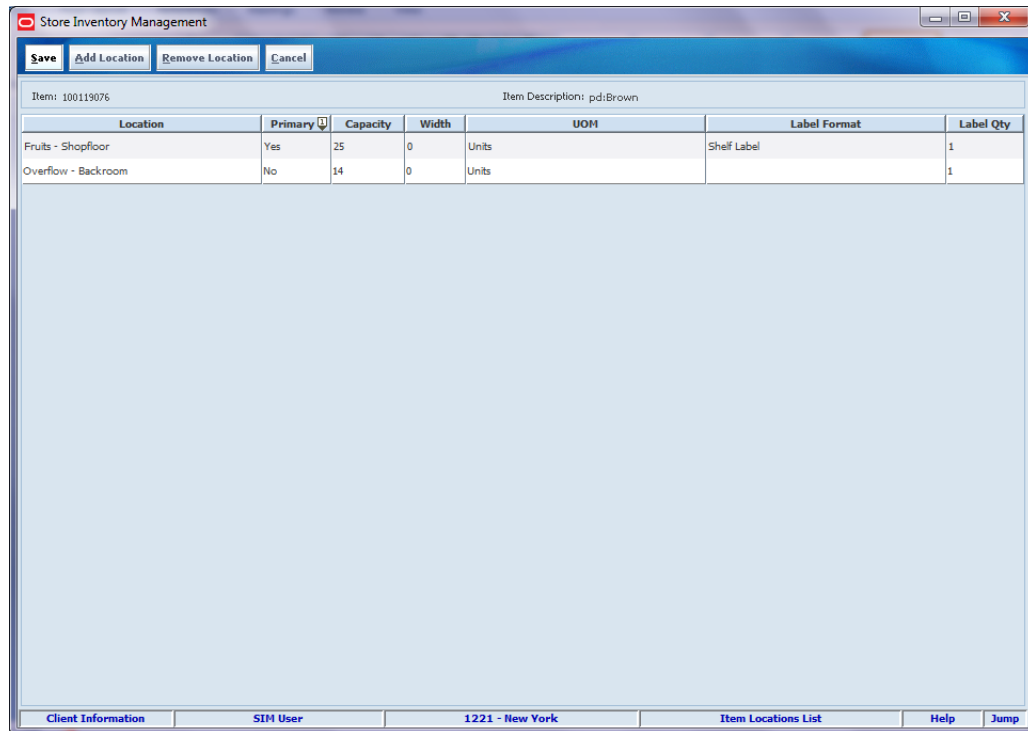 Store Inventory Management
Save Add Location Remove Location Cancel
Item: 100119076 Item Description: pd:Brown
Location Primary 1 Capacity Width UOM Label Format Label Qty
Fruits - Shopfloor Yes 25 0 Units Shelf Label 1
Overflow - Backroom No 14 0 Units 1
Client Information SIM User 1221 - New York Item Locations List Help Jump